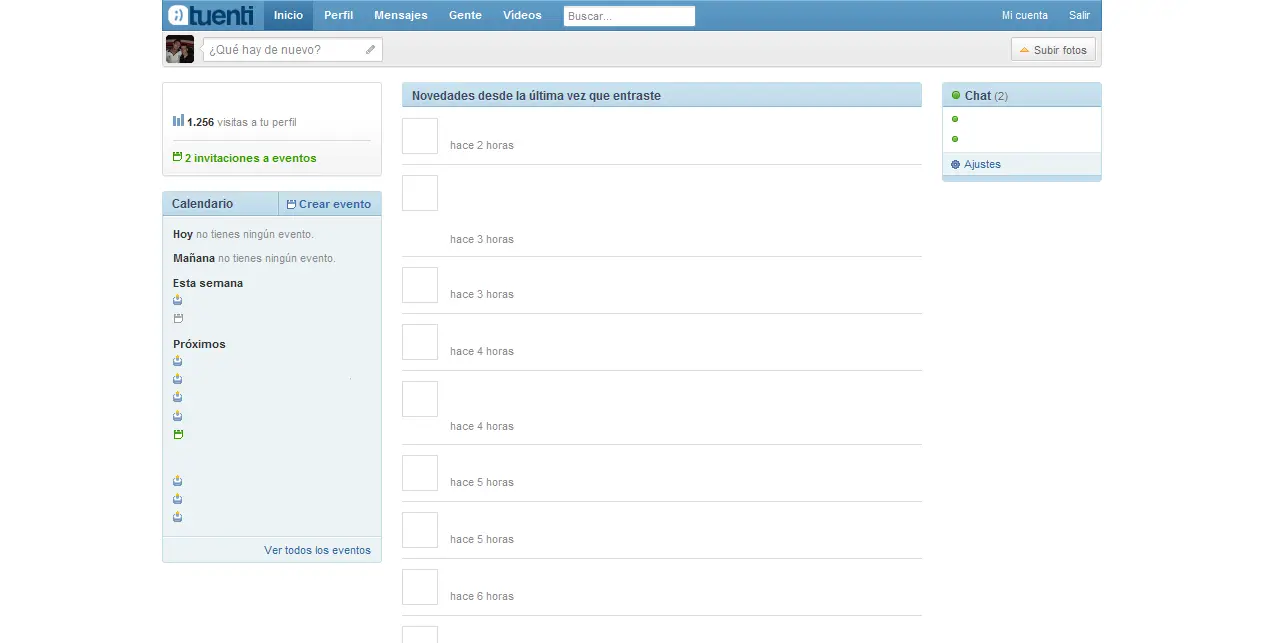 tuenti Inicio Perfil Mensajes Gente Vídeos Buscar... Mi cuenta Salir
¿Qué hay de nuevo? Subir fotos
1.256 visitas a tu perfil
2 invitaciones a eventos
Calendario Crear evento
Hoy no tienes ningún evento.
Mañana no tienes ningún evento.
Esta semana
Próximos
Ver todos los eventos
Novedades desde la última vez que entraste
hace 2 horas
hace 3 horas
hace 3 horas
hace 4 horas
hace 4 horas
hace 5 horas
hace 5 horas
hace 6 horas
Chat (2)
Ajustes